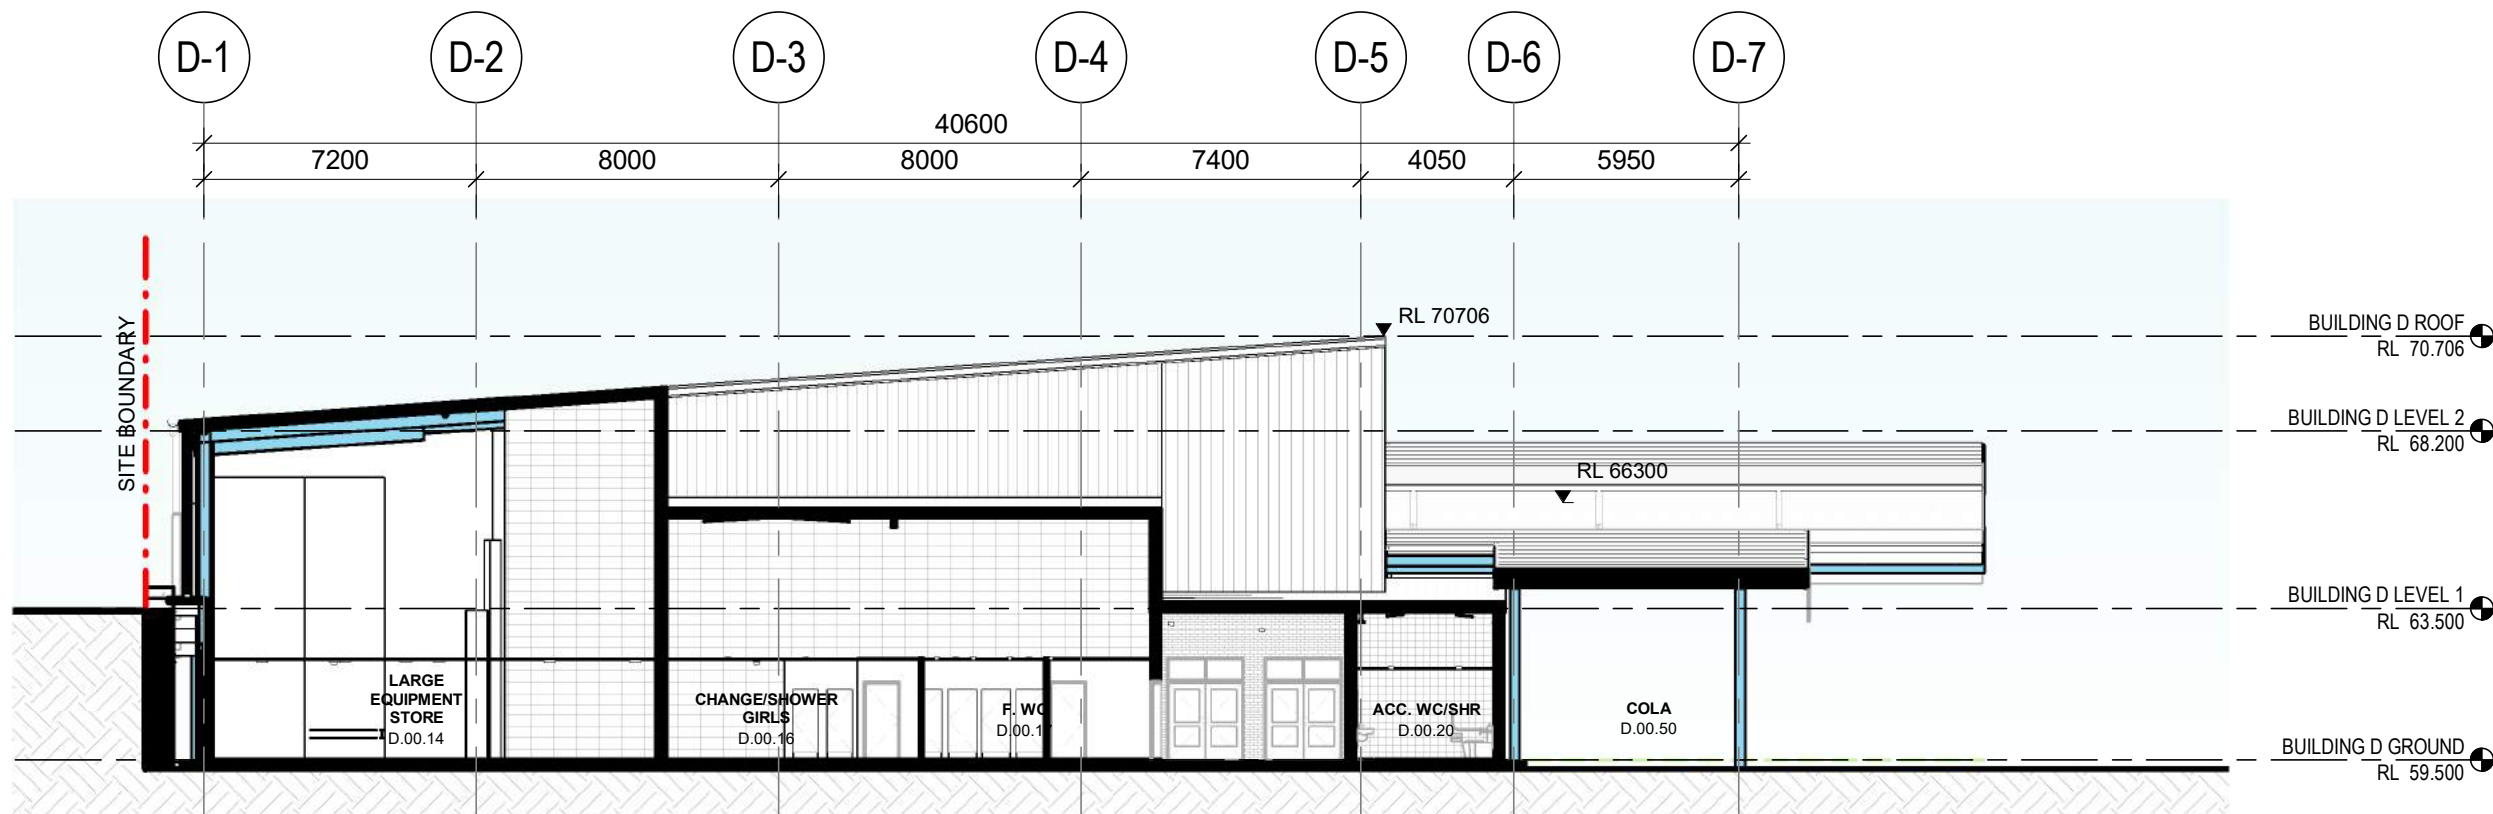 D-1 D-2 D-3 D-4 D-5 D-6 D-7
40600
7200 8000 8000 7400 4050 5950
SITE BOUNDARY
RL 70706
BUILDING D ROOF
RL 70.706
BUILDING D LEVEL 2
RL 68.200
RL 66300
BUILDING D LEVEL 1
RL 63.500
LARGE
EQUIPMENT
STORE
D.00.14
CHANGE/SHOWER
GIRLS
D.00.16
F. WC
D.00.17
ACC. WC/SHR
D.00.20
COLA
D.00.50
BUILDING D GROUND
RL 59.500